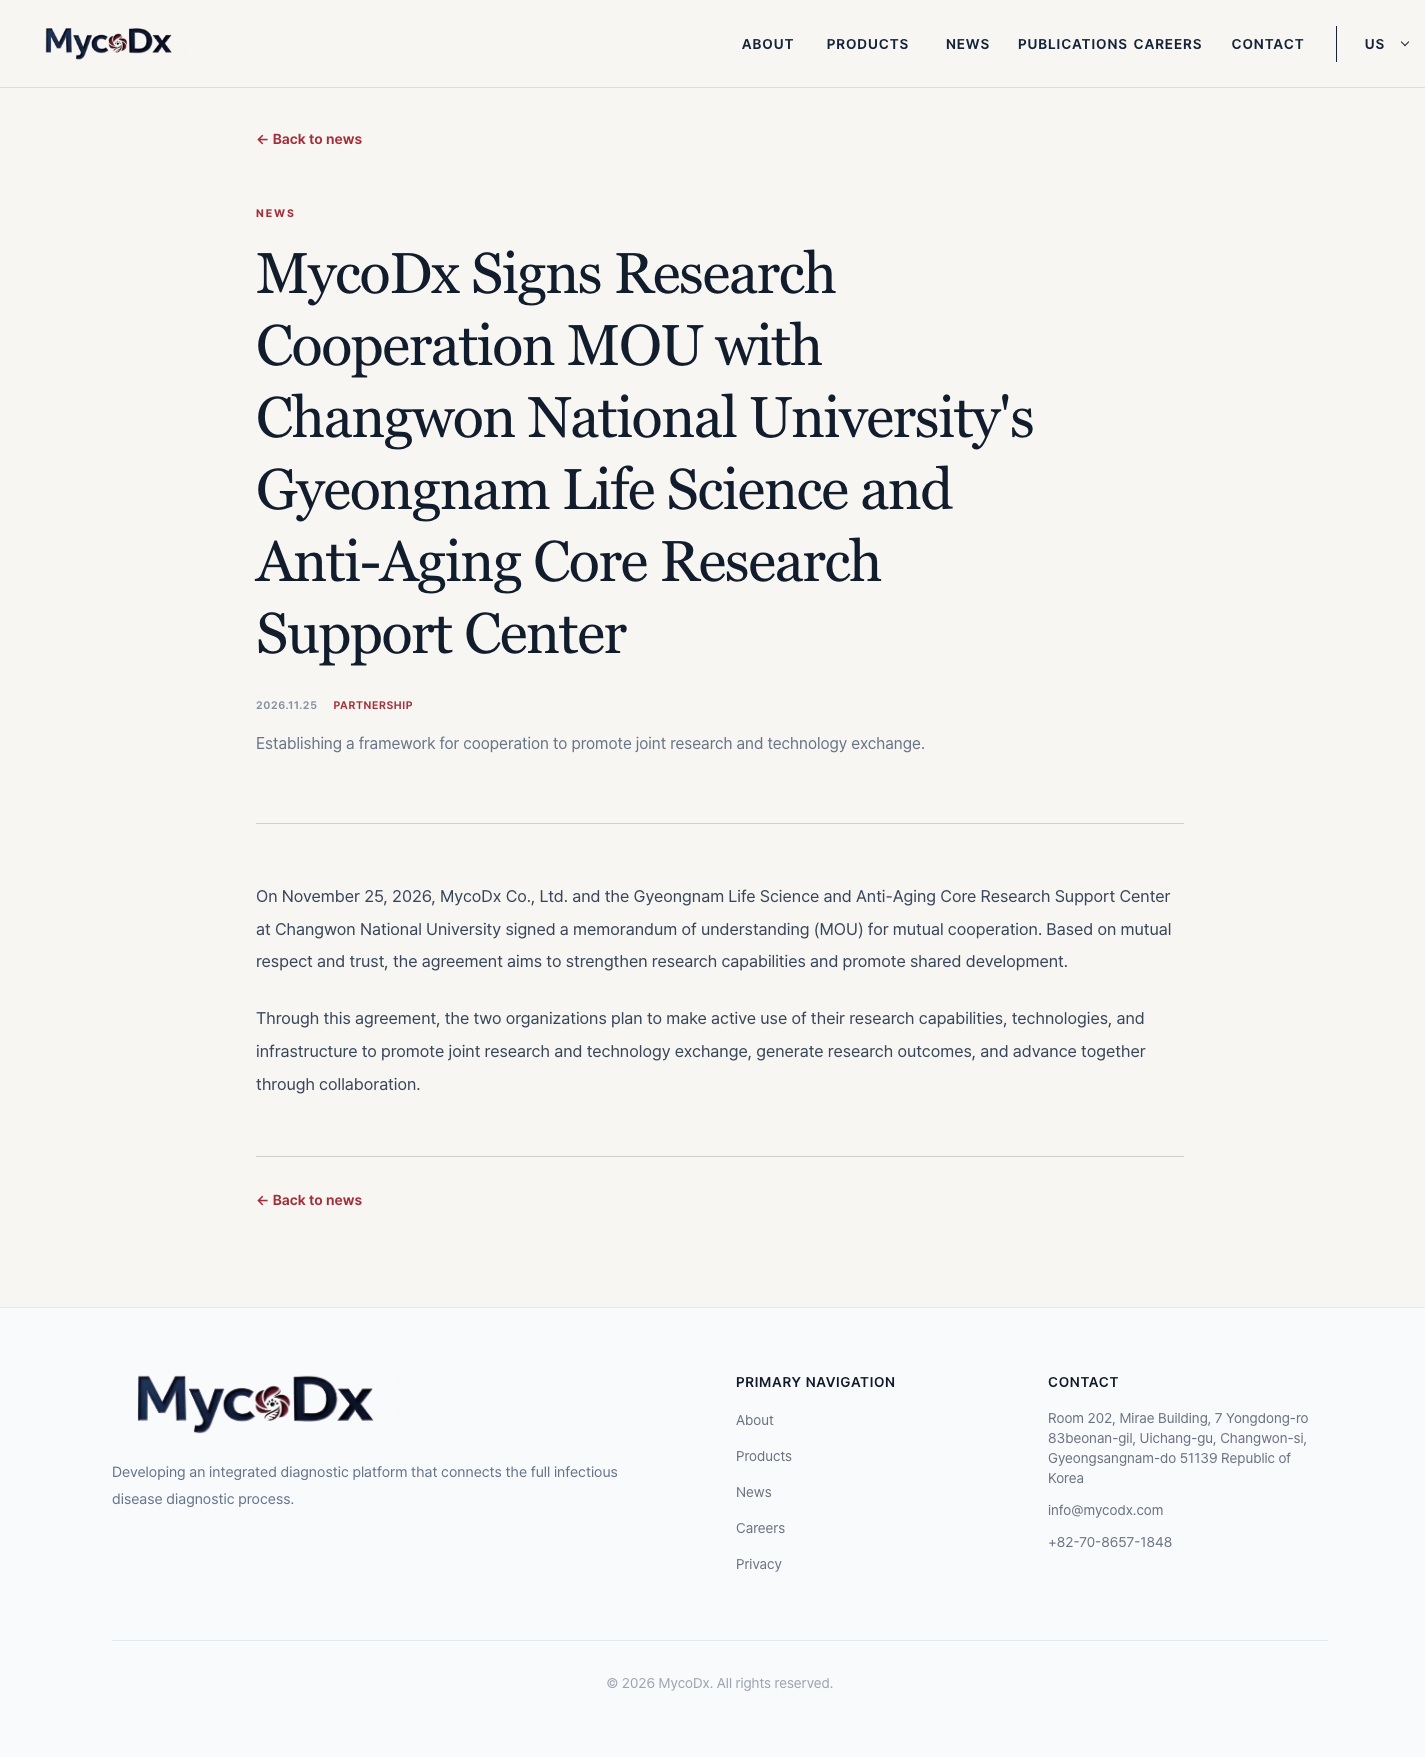 MycoDx
ABOUT PRODUCTS NEWS PUBLICATIONS CAREERS CONTACT US
← Back to news
NEWS
MycoDx Signs Research
Cooperation MOU with
Changwon National University's
Gyeongnam Life Science and
Anti-Aging Core Research
Support Center
2026.11.25 PARTNERSHIP
Establishing a framework for cooperation to promote joint research and technology exchange.
On November 25, 2026, MycoDx Co., Ltd. and the Gyeongnam Life Science and Anti-Aging Core Research Support Center
at Changwon National University signed a memorandum of understanding (MOU) for mutual cooperation. Based on mutual
respect and trust, the agreement aims to strengthen research capabilities and promote shared development.
Through this agreement, the two organizations plan to make active use of their research capabilities, technologies, and
infrastructure to promote joint research and technology exchange, generate research outcomes, and advance together
through collaboration.
← Back to news
MycoDx
Developing an integrated diagnostic platform that connects the full infectious
disease diagnostic process.
PRIMARY NAVIGATION
About
Products
News
Careers
Privacy
CONTACT
Room 202, Mirae Building, 7 Yongdong-ro
83beonan-gil, Uichang-gu, Changwon-si,
Gyeongsangnam-do 51139 Republic of
Korea
info@mycodx.com
+82-70-8657-1848
© 2026 MycoDx. All rights reserved.